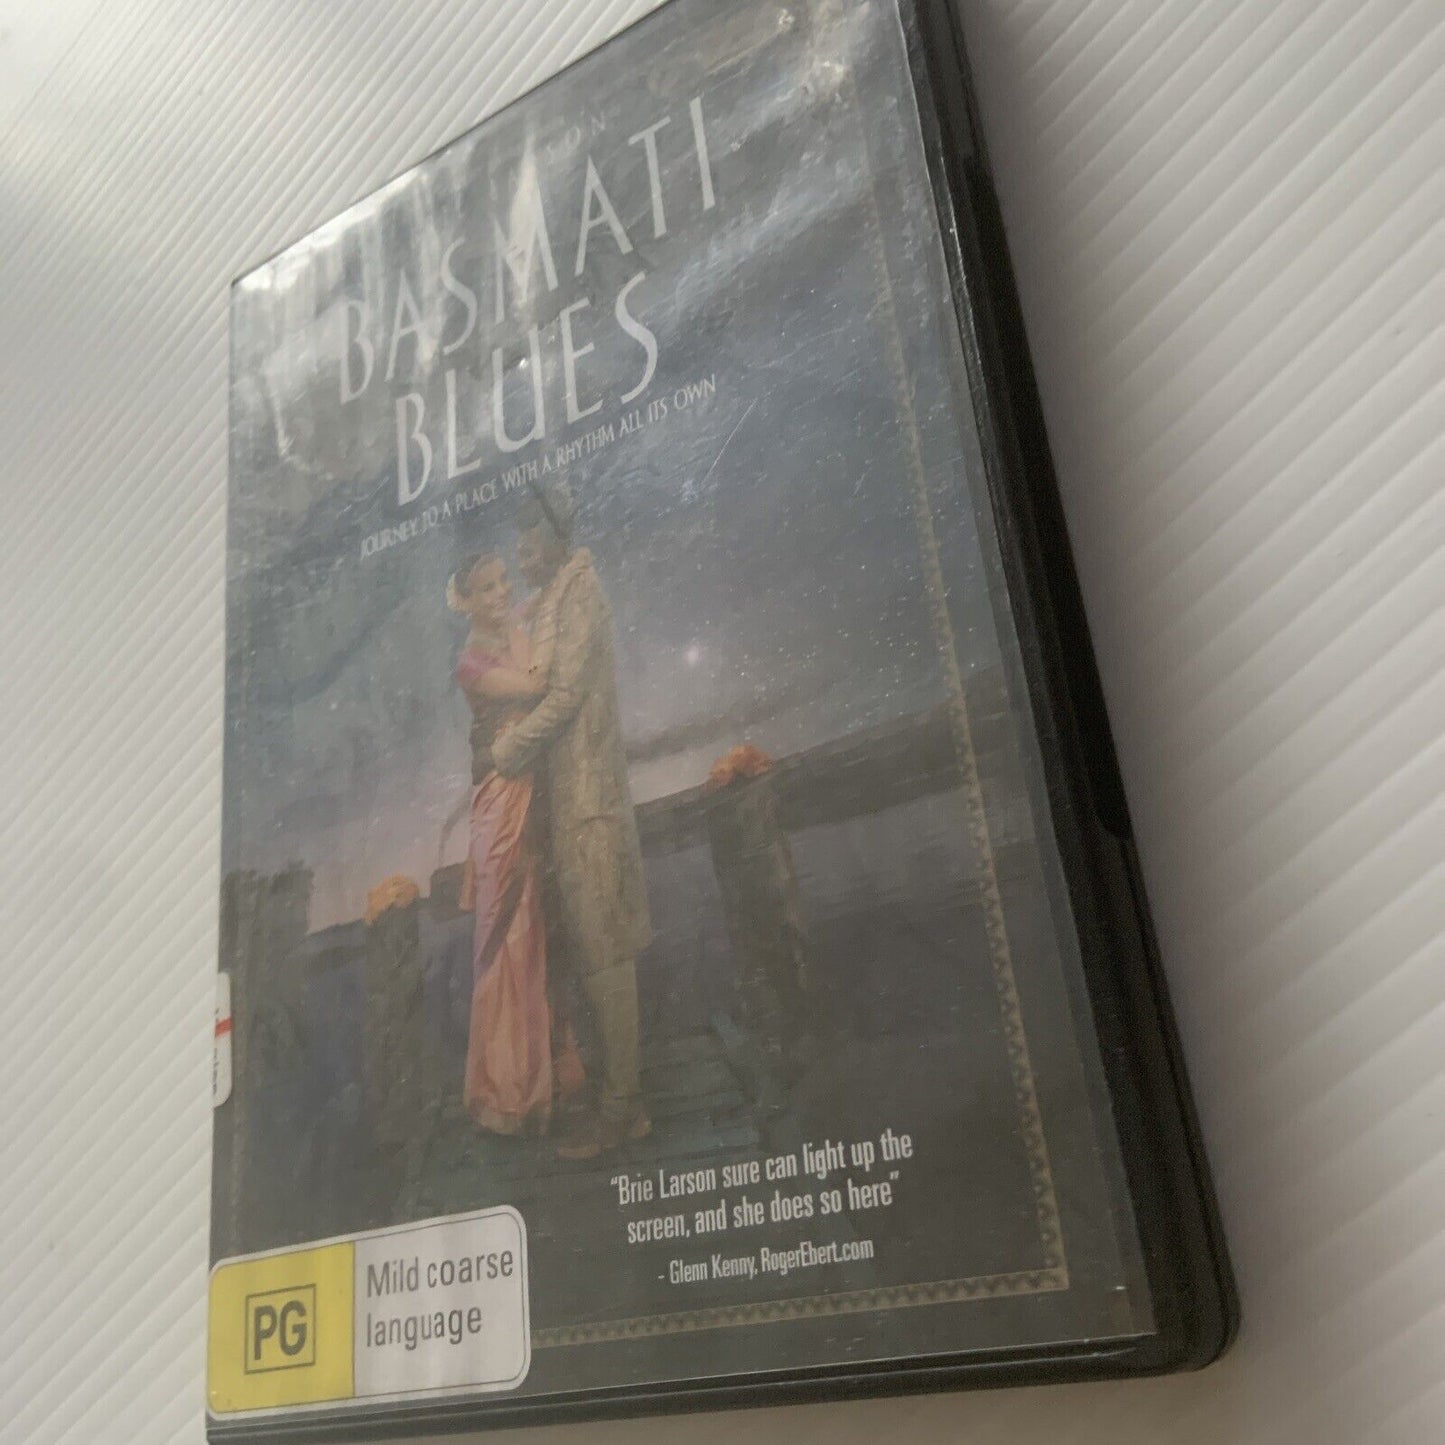 BASMATI
BLUES
JOURNEY TO A PLACE WITH A RHYTHM ALL ITS OWN
“Brie Larson sure can light up the
screen, and she does so here”
- Glenn Kenny, RogerEbert.com
PG
Mild coarse
language